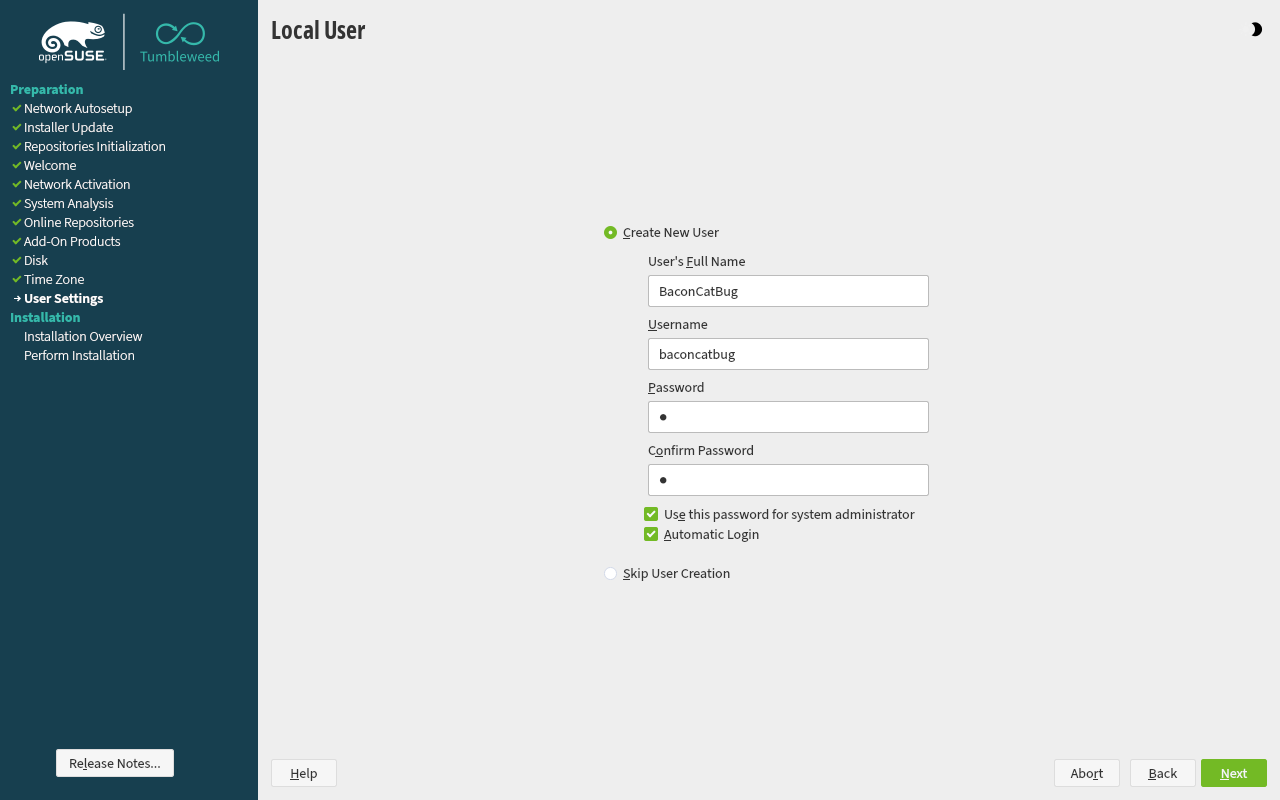 openSUSE
Tumbleweed
Preparation
Network Autosetup
Installer Update
Repositories Initialization
Welcome
Network Activation
System Analysis
Online Repositories
Add-On Products
Disk
Time Zone
User Settings
Installation
Installation Overview
Perform Installation
Release Notes...
Local User
Create New User
User's Full Name
BaconCatBug
Username
baconcatbug
Password
●
Confirm Password
●
Use this password for system administrator
Automatic Login
Skip User Creation
Help
Abort
Back
Next